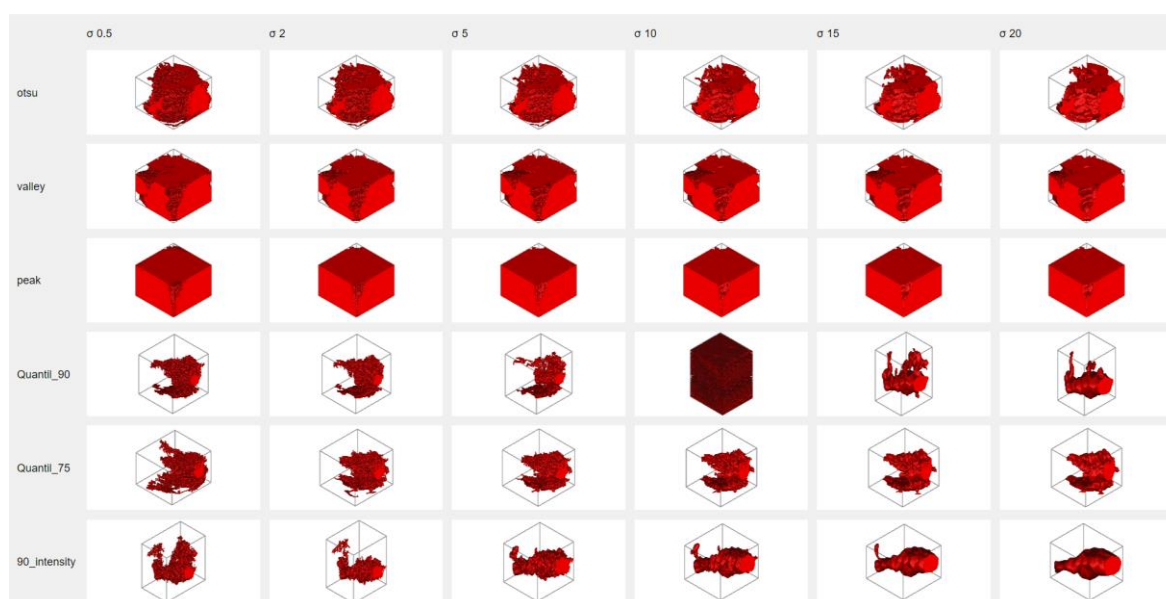 σ 0.5 σ 2 σ 5 σ 10 σ 15 σ 20
otsu
valley
peak
Quantil_90
Quantil_75
90_intensity